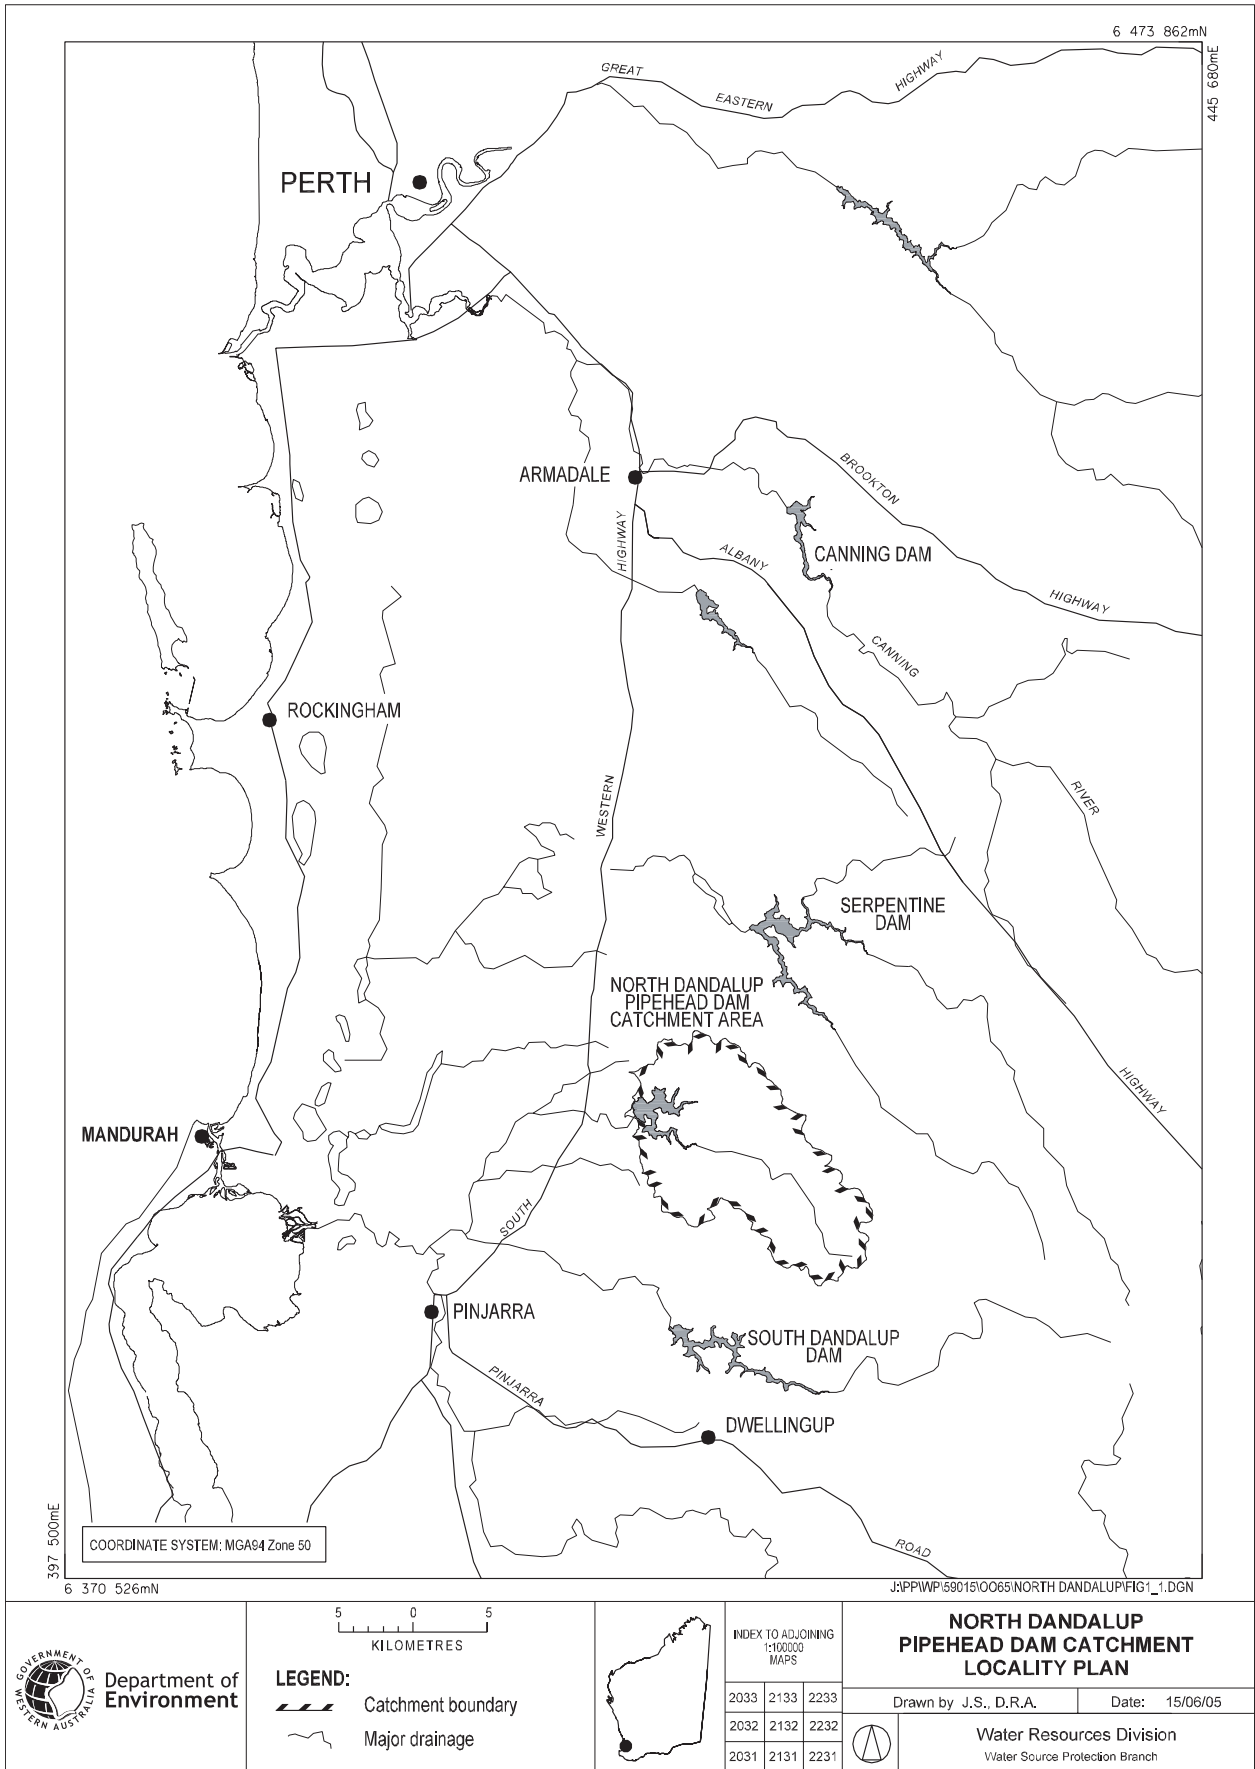 6 473 862mN
445 680mE
GREAT
EASTERN
HIGHWAY
PERTH
ARMADALE
BROOKTON
HIGHWAY
HIGHWAY
ALBANY
CANNING DAM
CANNING
ROCKINGHAM
RIVER
WESTERN
SERPENTINE
DAM
NORTH DANDALUP
PIPEHEAD DAM
CATCHMENT AREA
HIGHWAY
MANDURAH
SOUTH
PINJARRA
SOUTH DANDALUP
DAM
PINJARRA
DWELLINGUP
ROAD
397 500mE
COORDINATE SYSTEM: MGA94 Zone 50
6 370 526mN
J:\PPWP\59015\OO65\NORTH DANDALUP\FIG1_1.DGN
GOVERNMENT OF
WESTERN AUSTRALIA
Department of
Environment
5 0 5
KILOMETRES
LEGEND:
Catchment boundary
Major drainage
INDEX TO ADJOINING
1:100000
MAPS
2033 2133 2233
2032 2132 2232
2031 2131 2231
NORTH DANDALUP
PIPEHEAD DAM CATCHMENT
LOCALITY PLAN
Drawn by J.S., D.R.A.
Date: 15/06/05
Water Resources Division
Water Source Protection Branch